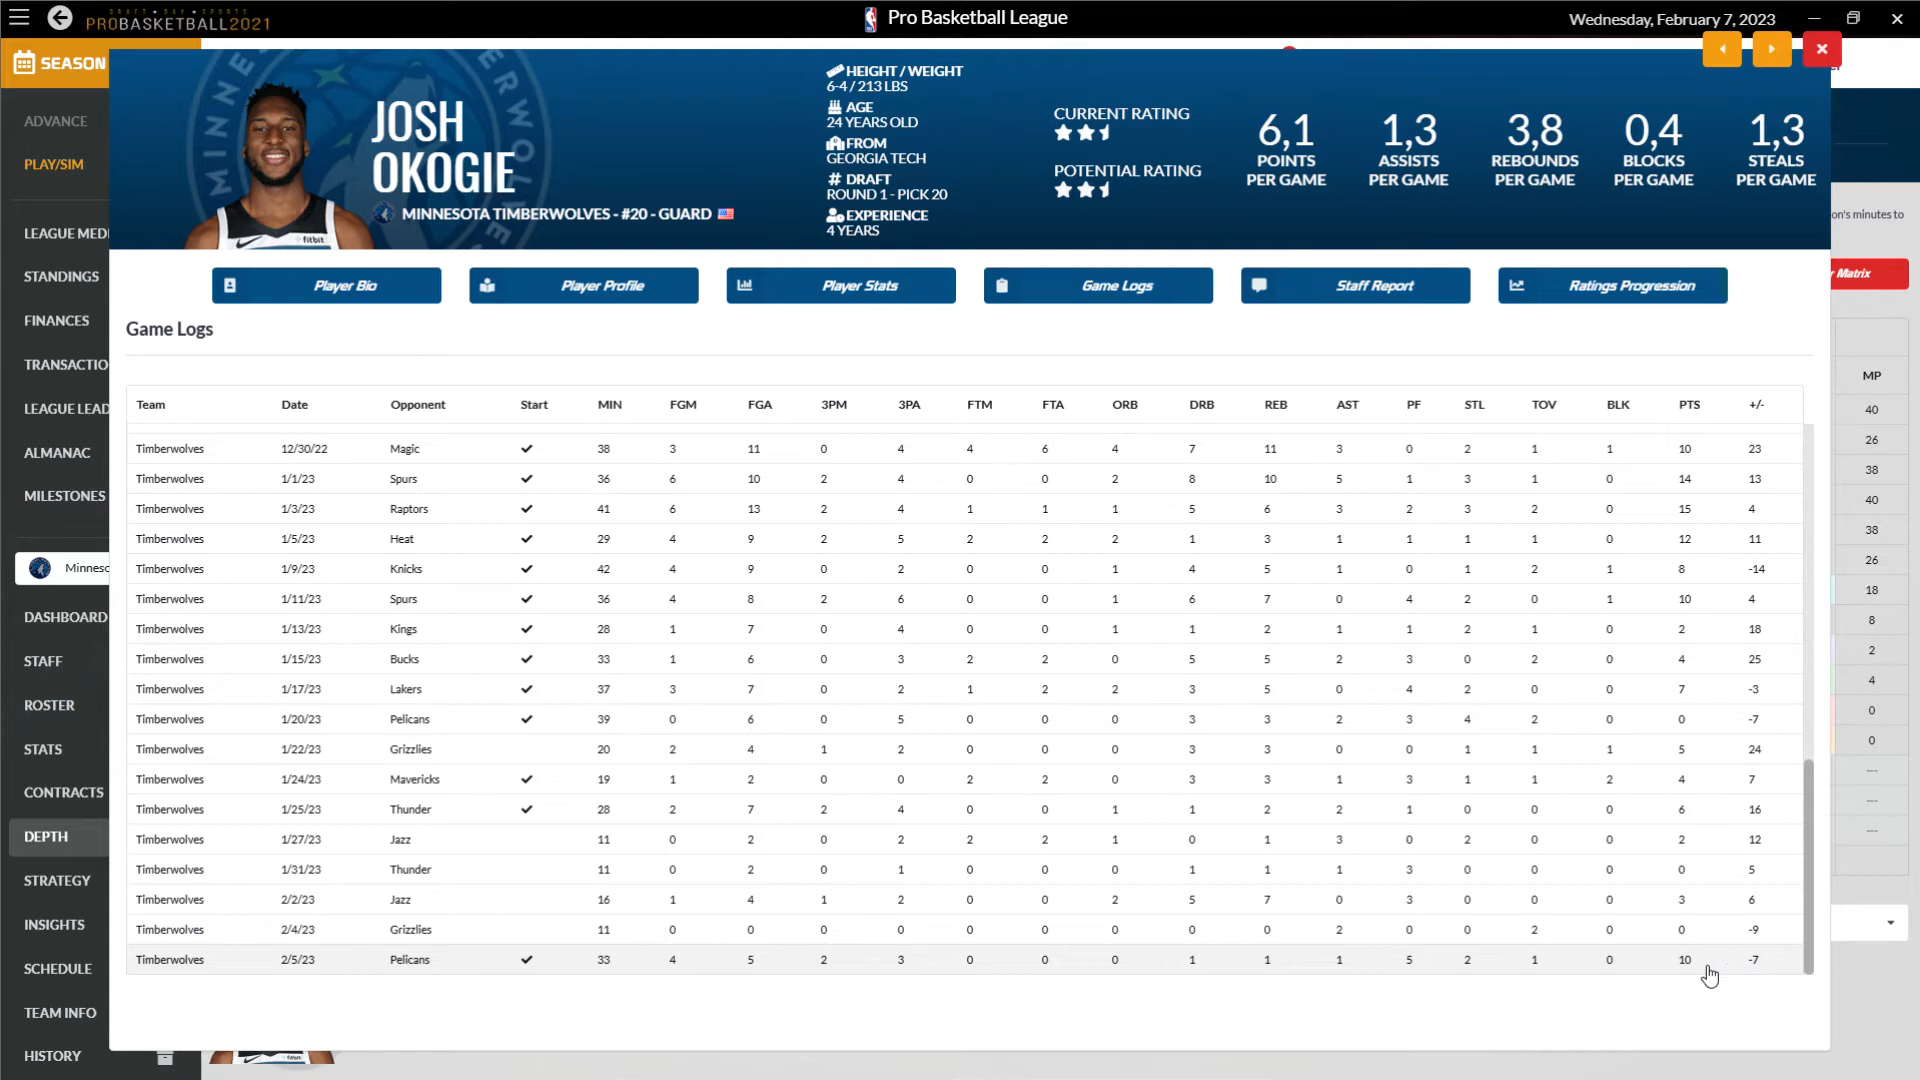 DRAFT DAY SPORTS
PROBASKETBALL2021
Pro Basketball League
Wednesday, February 7, 2023
SEASON
ADVANCE
PLAY/SIM
LEAGUE MEDI
STANDINGS
FINANCES
TRANSACTIO
LEAGUE LEAD
ALMANAC
MILESTONES
Minneso
DASHBOARD
STAFF
ROSTER
STATS
CONTRACTS
DEPTH
STRATEGY
INSIGHTS
SCHEDULE
TEAM INFO
HISTORY
JOSH
OKOGIE
MINNESOTA TIMBERWOLVES - #20 - GUARD
fitbit
HEIGHT / WEIGHT
6-4 / 213 LBS
AGE
24 YEARS OLD
FROM
GEORGIA TECH
# DRAFT
ROUND 1 - PICK 20
EXPERIENCE
4 YEARS
CURRENT RATING
POTENTIAL RATING
6,1 POINTS PER GAME
1,3 ASSISTS PER GAME
3,8 REBOUNDS PER GAME
0,4 BLOCKS PER GAME
1,3 STEALS PER GAME
Player Bio Player Profile Player Stats Game Logs Staff Report Ratings Progression
Game Logs
Team Date Opponent Start MIN FGM FGA 3PM 3PA FTM FTA ORB DRB REB AST PF STL TOV BLK PTS +/-
Timberwolves 12/30/22 Magic ✔ 38 3 11 0 4 4 6 4 7 11 3 0 2 1 1 10 23
Timberwolves 1/1/23 Spurs ✔ 36 6 10 2 4 0 0 2 8 10 5 1 3 1 0 14 13
Timberwolves 1/3/23 Raptors ✔ 41 6 13 2 4 1 1 1 5 6 3 2 3 2 0 15 4
Timberwolves 1/5/23 Heat ✔ 29 4 9 2 5 2 2 2 1 3 1 1 1 1 0 12 11
Timberwolves 1/9/23 Knicks ✔ 42 4 9 0 2 0 0 1 4 5 1 0 1 2 1 8 -14
Timberwolves 1/11/23 Spurs ✔ 36 4 8 2 6 0 0 1 6 7 0 4 2 0 1 10 4
Timberwolves 1/13/23 Kings ✔ 28 1 7 0 4 0 0 1 1 2 1 1 2 1 0 2 18
Timberwolves 1/15/23 Bucks ✔ 33 1 6 0 3 2 2 0 5 5 2 3 0 2 0 4 25
Timberwolves 1/17/23 Lakers ✔ 37 3 7 0 2 1 2 2 3 5 0 4 2 0 0 7 -3
Timberwolves 1/20/23 Pelicans ✔ 39 0 6 0 5 0 0 0 3 3 2 3 4 2 0 0 -7
Timberwolves 1/22/23 Grizzlies 20 2 4 1 2 0 0 0 3 3 0 0 1 1 1 5 24
Timberwolves 1/24/23 Mavericks ✔ 19 1 2 0 0 2 2 0 3 3 1 3 1 1 2 4 7
Timberwolves 1/25/23 Thunder ✔ 28 2 7 2 4 0 0 1 1 2 2 1 0 0 0 6 16
Timberwolves 1/27/23 Jazz 11 0 2 0 2 2 2 1 0 1 3 0 2 0 0 2 12
Timberwolves 1/31/23 Thunder 11 0 2 0 1 0 0 0 1 1 1 3 0 0 0 0 5
Timberwolves 2/2/23 Jazz 16 1 4 1 2 0 0 2 5 7 0 3 0 0 0 3 6
Timberwolves 2/4/23 Grizzlies 11 0 0 0 0 0 0 0 0 0 2 0 0 2 0 0 -9
Timberwolves 2/5/23 Pelicans ✔ 33 4 5 2 3 0 0 0 1 1 1 5 2 1 0 10 -7
on's minutes to
r Matrix
MP
40
26
38
40
38
26
18
8
2
4
0
0
---
---
---